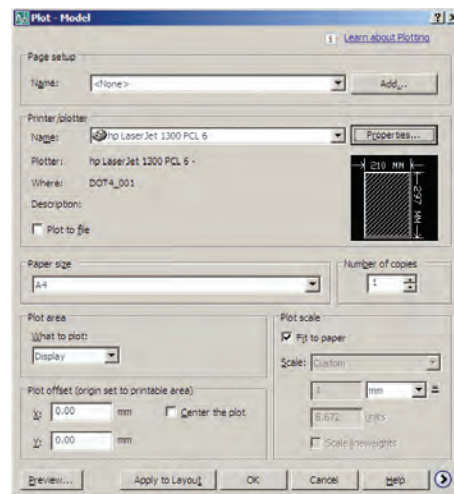 Plot - Model
Learn about Plotting
Page setup
Name: <None> Add...
Printer/plotter
Name: hp LaserJet 1300 PCL 6 Properties...
Plotter: hp LaserJet 1300 PCL 6 -
Where: DOT4_001
Description:
Plot to file
210 MM
297 MM
Paper size
A4
Number of copies
1
Plot area
What to plot:
Display
Plot offset (origin set to printable area)
X: 0.00 mm Center the plot
Y: 0.00 mm
Plot scale
Fit to paper
Scale: Custom
1 mm =
8.672 Units
Scale lineweights
Preview... Apply to Layout OK Cancel Help